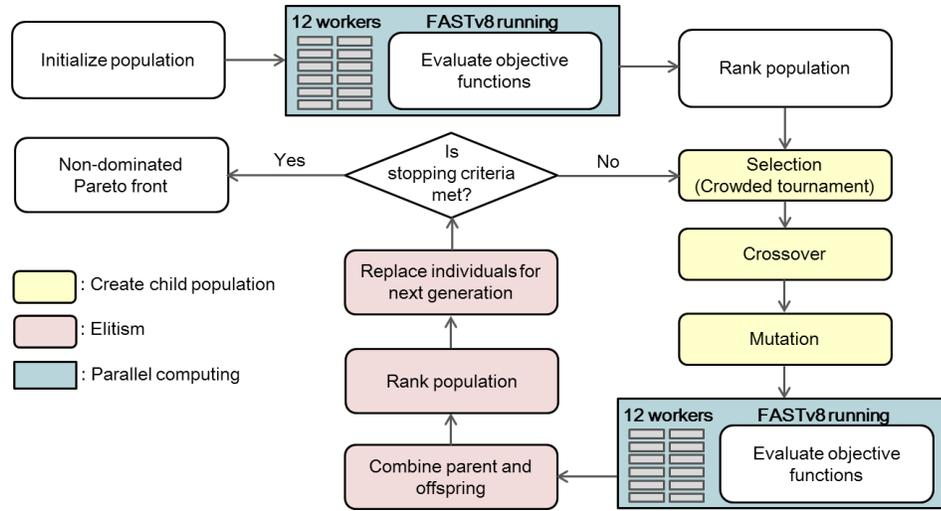 Initialize population
12 workers
FASTv8 running
Evaluate objective
functions
Rank population
Non-dominated
Pareto front
Yes
Is
stopping criteria
met?
No
Selection
(Crowded tournament)
Crossover
Mutation
12 workers
FASTv8 running
Evaluate objective
functions
Combine parent and
offspring
Rank population
Replace individuals for
next generation
: Create child population
: Elitism
: Parallel computing